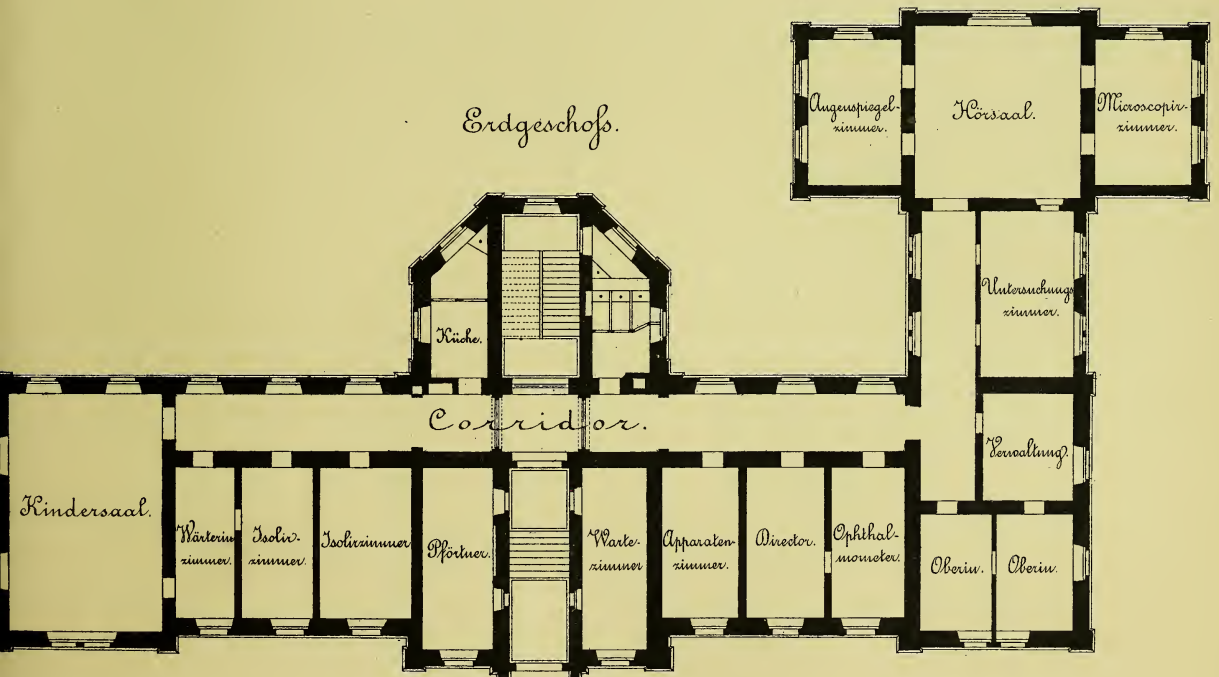 Erdgeschoſs.
Augenspiegel-
zimmer.
Hörsaal.
Microscopir-
zimmer.
Untersuchungs
zimmer.
Küche.
Corridor.
Verwaltung.
Kindersaal.
Wärterin
zimmer.
Isolir-
zimmer.
Isolirzimmer
Pförtner.
Warte-
zimmer
Apparaten-
zimmer.
Director.
Ophthal-
mometer.
Oberin.
Oberin.